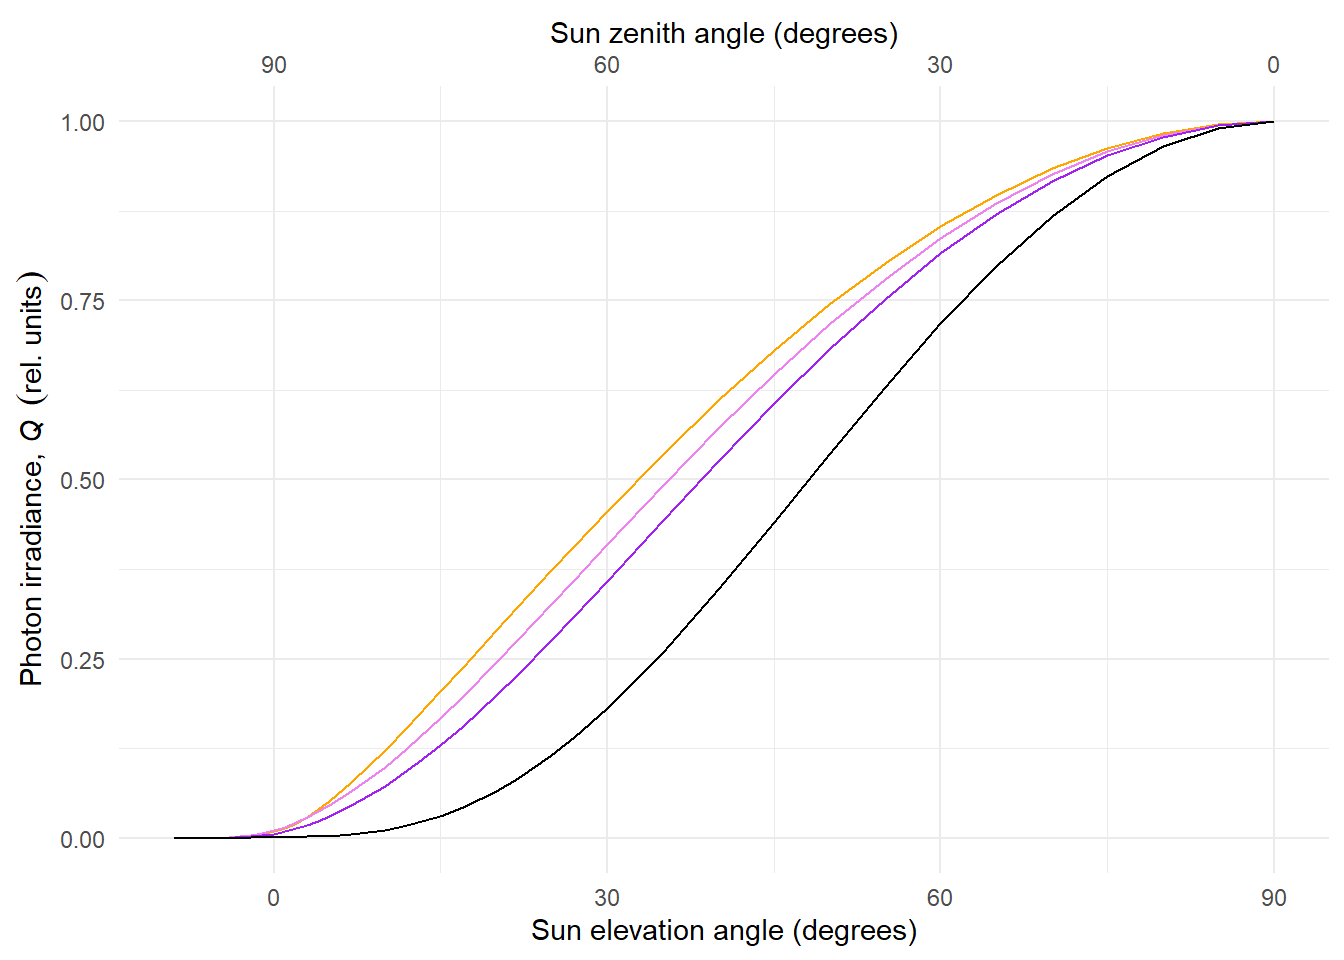 Sun zenith angle (degrees)
90 60 30 0
1.00
0.75
0.50
0.25
0.00
Photon irradiance, Q (rel. units)
0 30 60 90
Sun elevation angle (degrees)